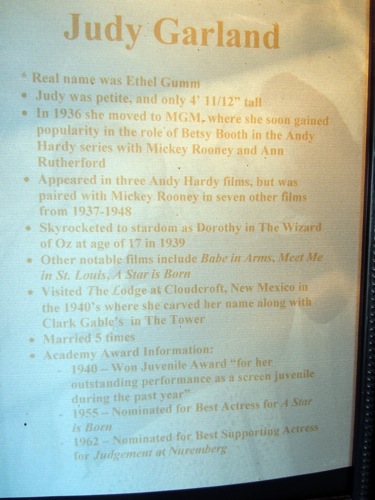 Judy Garland
* Real name was Ethel Gumm
• Judy was petite, and only 4' 11/12" tall
• In 1936 she moved to MGM, where she soon gained
popularity in the role of Betsy Booth in the Andy
Hardy series with Mickey Rooney and Ann
Rutherford
• Appeared in three Andy Hardy films, but was
paired with Mickey Rooney in seven other films
from 1937-1948
• Skyrocketed to stardom as Dorothy in The Wizard
of Oz at age of 17 in 1939
• Other notable films include Babe in Arms, Meet Me
in St. Louis, A Star is Born
• Visited The Lodge at Cloudcroft, New Mexico in
the 1940's where she carved her name along with
Clark Gable's in The Tower
• Married 5 times
• Academy Award Information:
- 1940 – Won Juvenile Award "for her
outstanding performance as a screen juvenile
during the past year"
- 1955 – Nominated for Best Actress for A Star
is Born
- 1962 – Nominated for Best Supporting Actress
for Judgement at Nuremberg